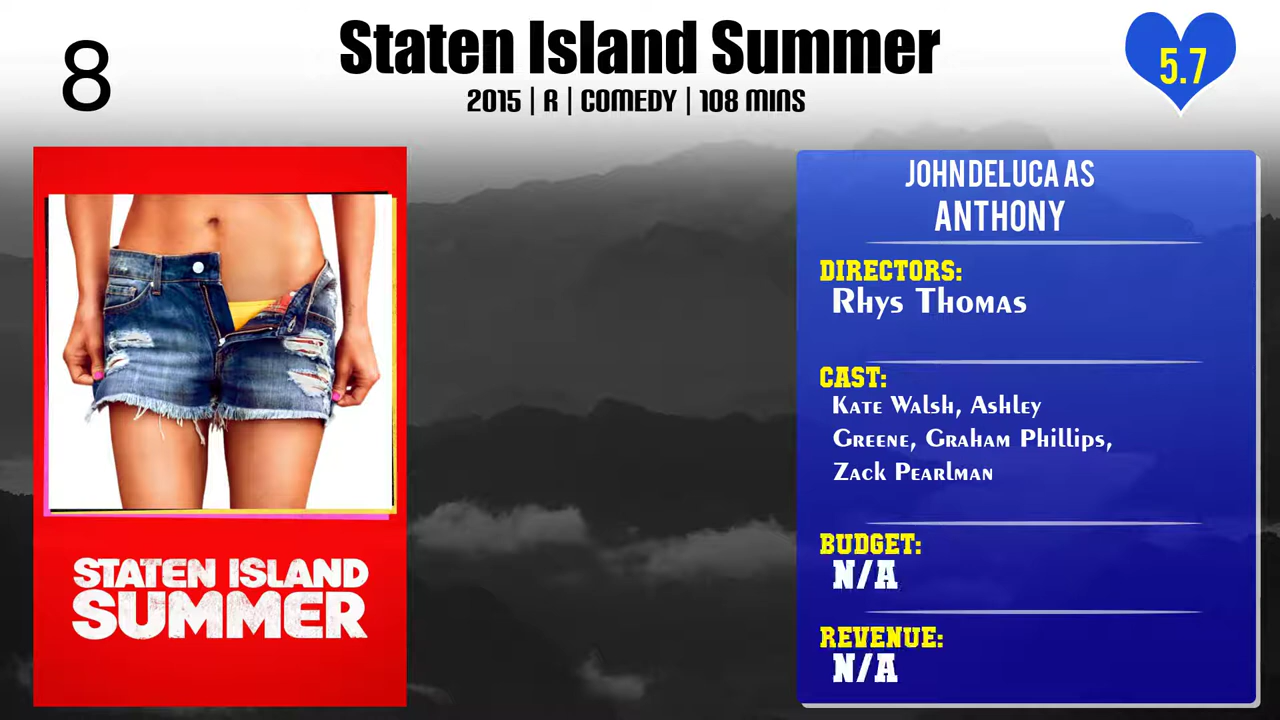 8
Staten Island Summer
2015 | R | COMEDY | 108 MINS
5.7
STATEN ISLAND
SUMMER
JOHN DELUCA AS
ANTHONY
DIRECTORS:
Rhys Thomas
CAST:
Kate Walsh, Ashley
Greene, Graham Phillips,
Zack Pearlman
BUDGET:
N/A
REVENUE:
N/A